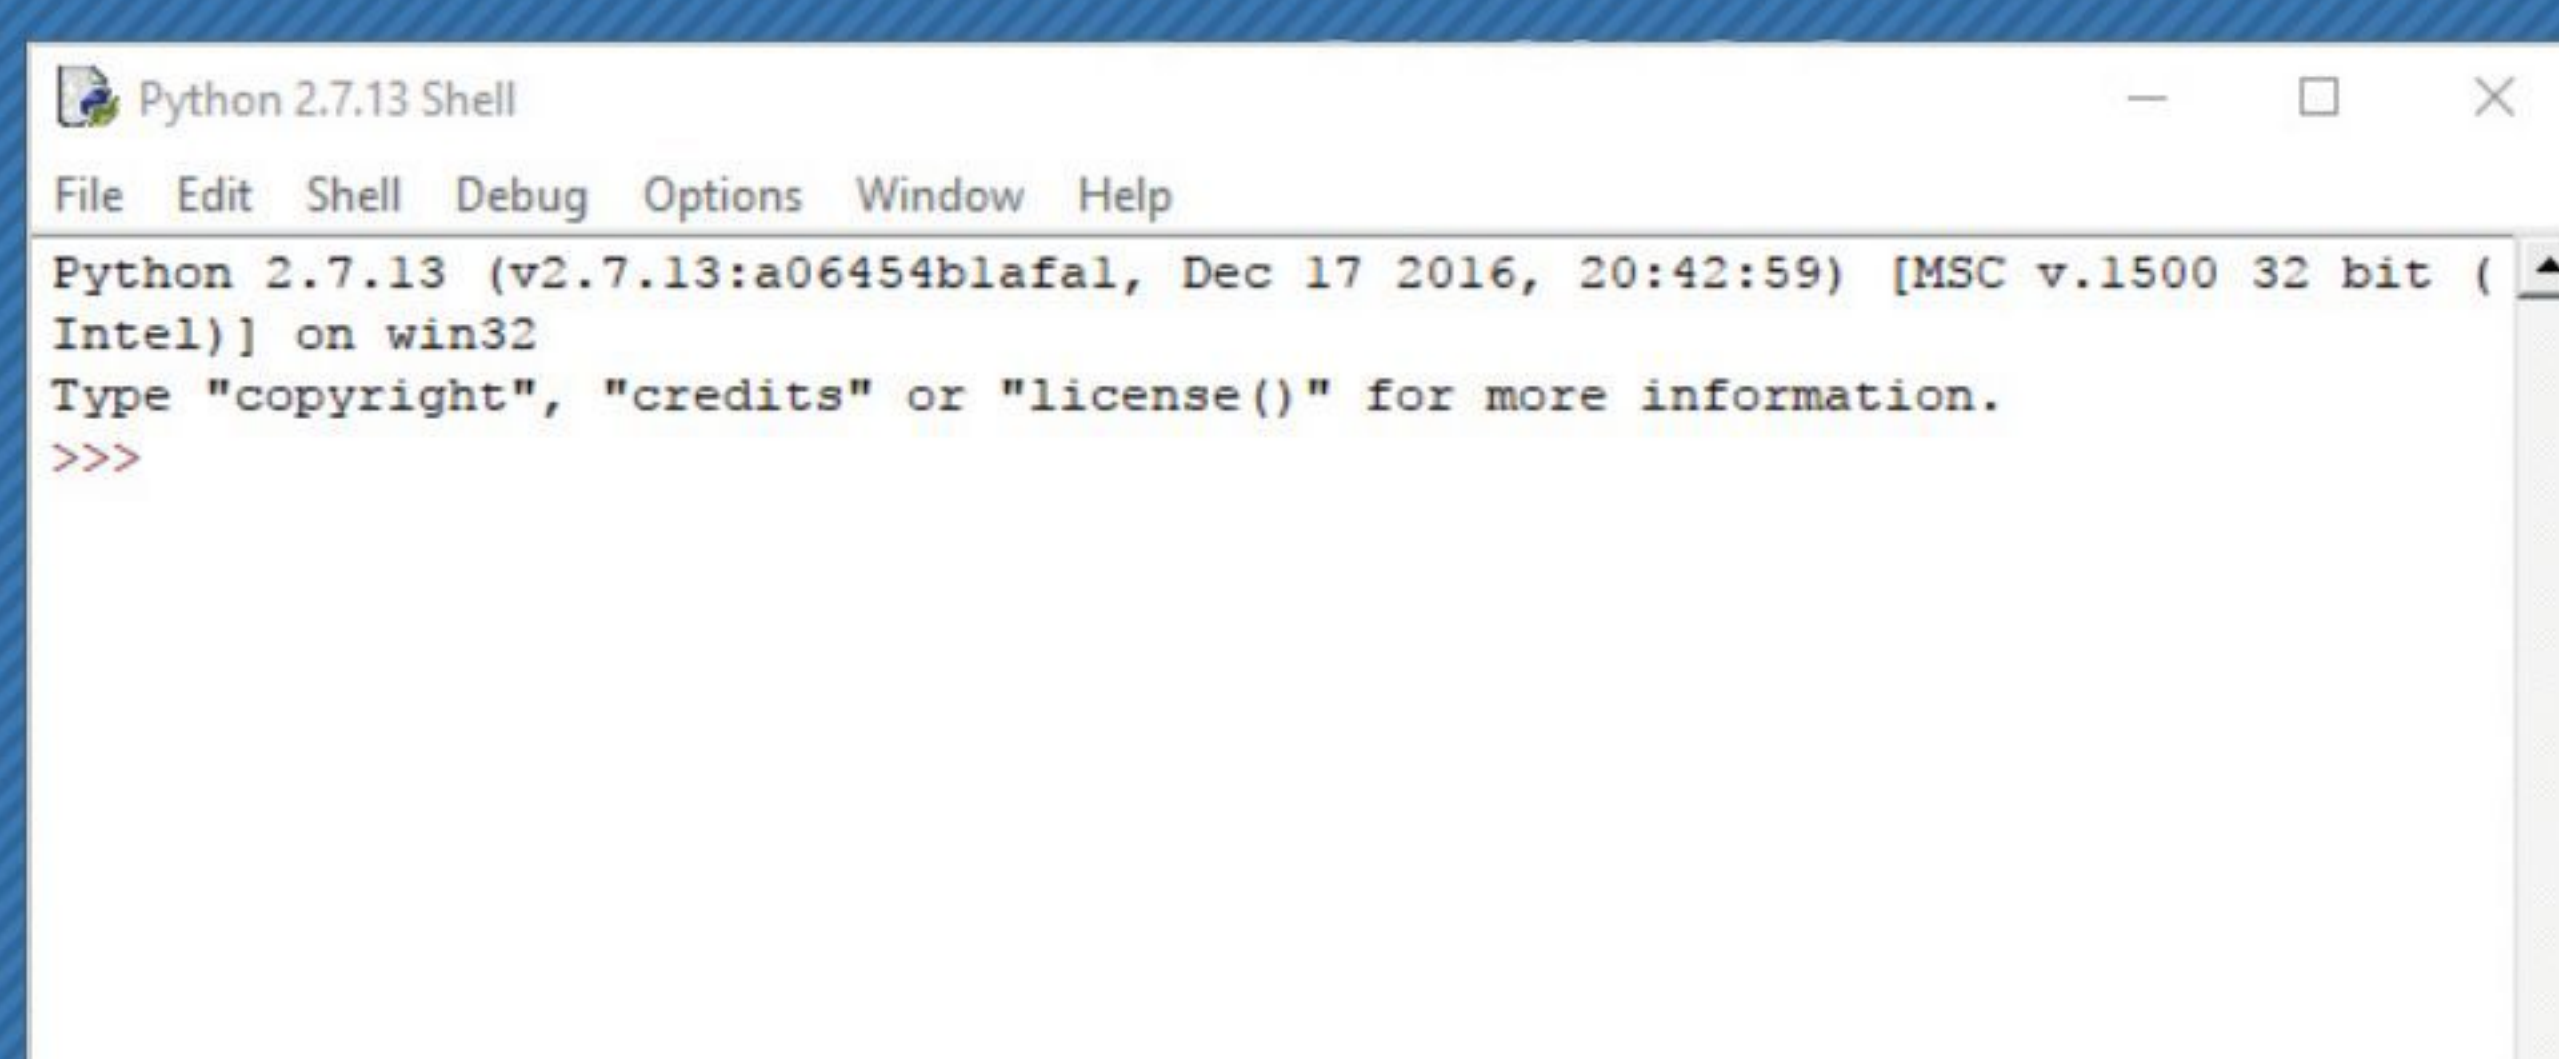 Python 2.7.13 Shell
File Edit Shell Debug Options Window Help
Python 2.7.13 (v2.7.13:a06454b1afa1, Dec 17 2016, 20:42:59) [MSC v.1500 32 bit (
Intel)] on win32
Type "copyright", "credits" or "license()" for more information.
>>>